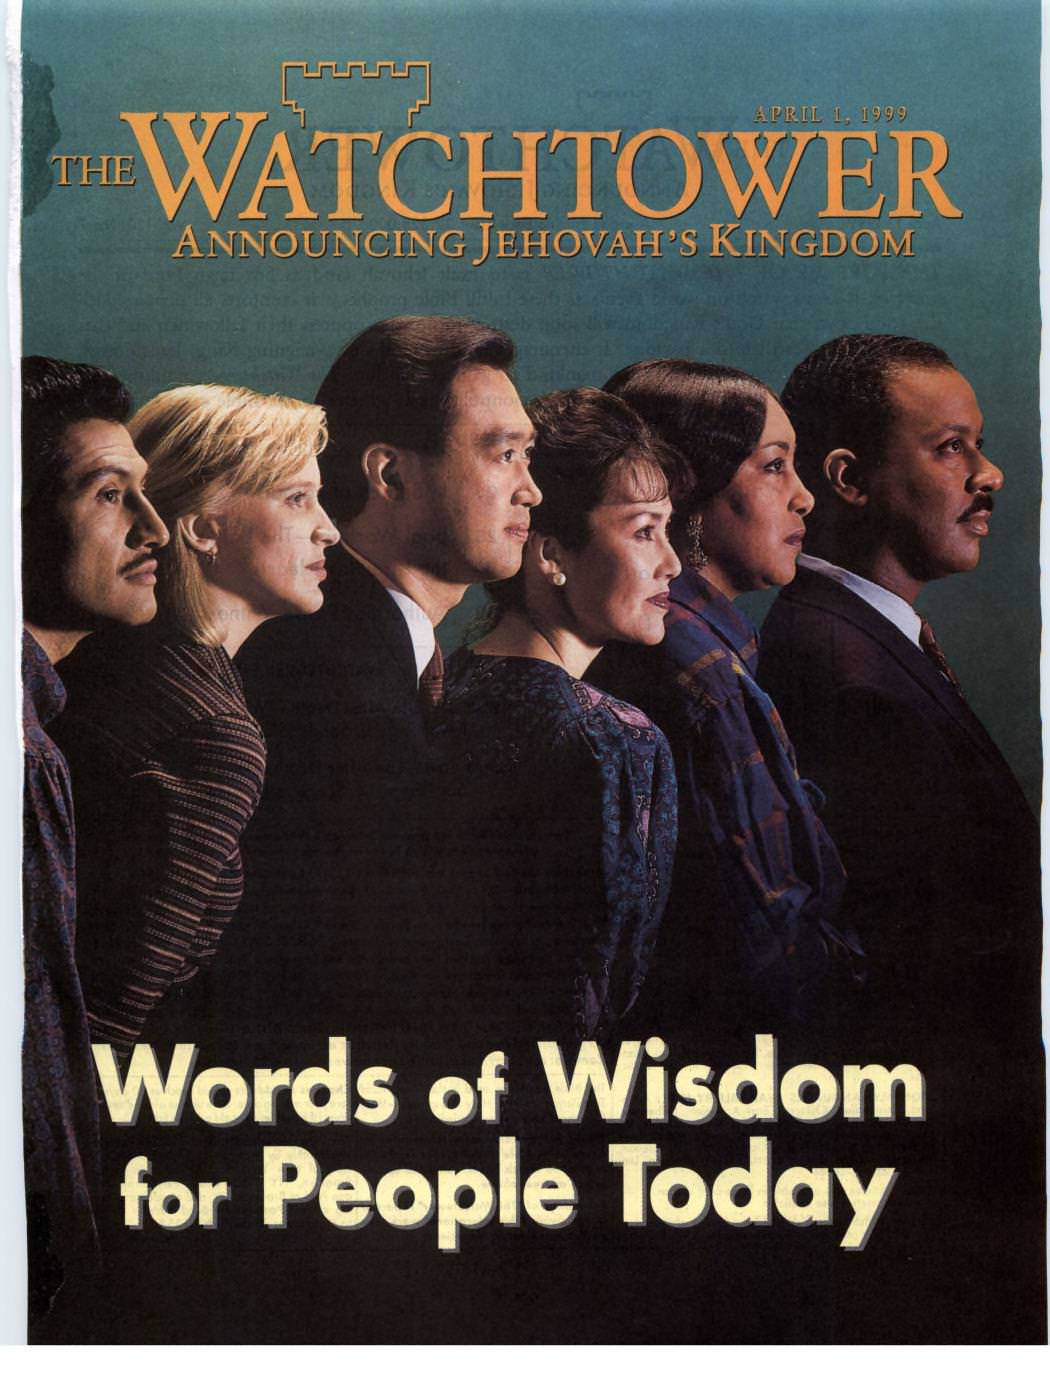 APRIL 1, 1999
THE WATCHTOWER
ANNOUNCING JEHOVAH'S KINGDOM
Words of Wisdom
for People Today